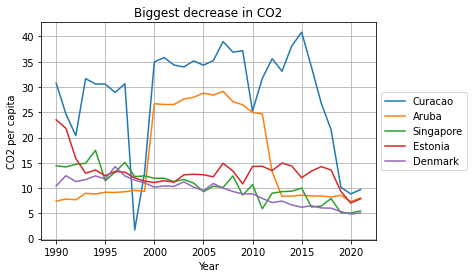 Biggest decrease in CO2
CO2 per capita
40
35
30
25
20
15
10
5
0
1990
1995
2000
2005
2010
2015
2020
Year
Curacao
Aruba
Singapore
Estonia
Denmark